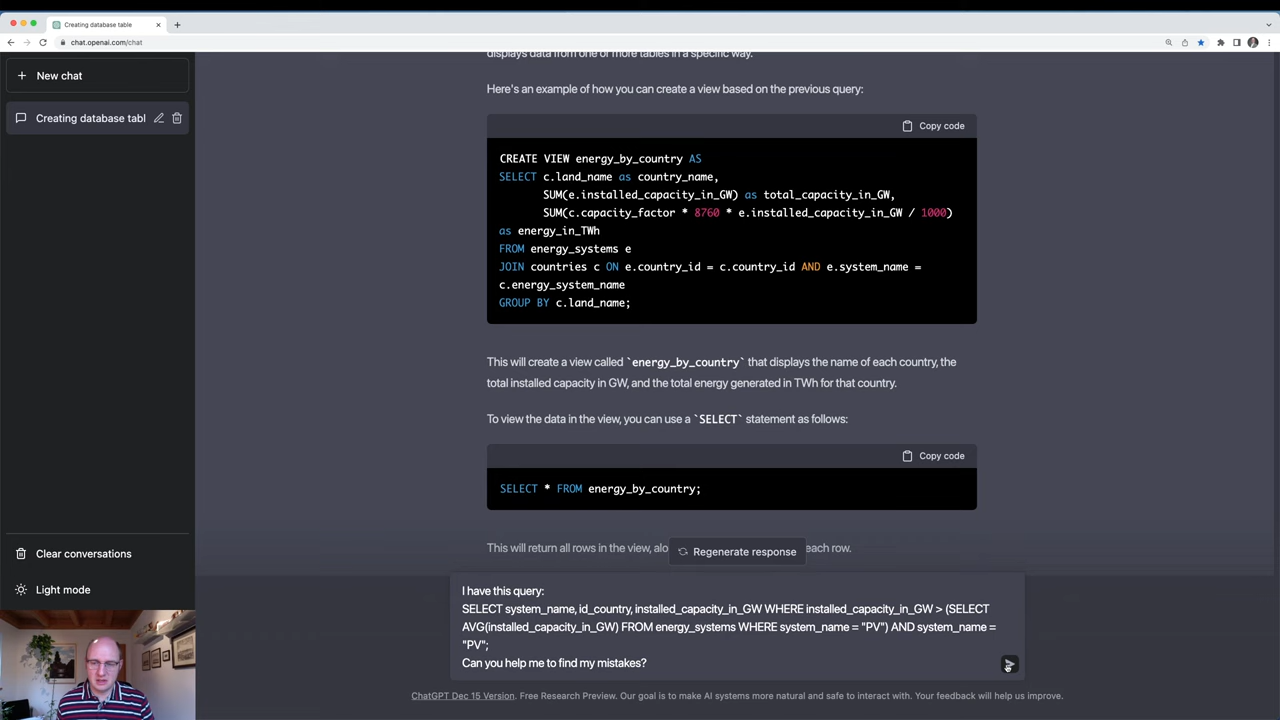 Creating database table
chat.openai.com/chat
New chat
Creating database tabl
displays data from one of more tables in a specific way.
Here's an example of how you can create a view based on the previous query:
Copy code
CREATE VIEW energy_by_country AS
SELECT c.land_name as country_name,
SUM(e.installed_capacity_in_GW) as total_capacity_in_GW,
SUM(c.capacity_factor * 8760 * e.installed_capacity_in_GW / 1000)
as energy_in_TWh
FROM energy_systems e
JOIN countries c ON e.country_id = c.country_id AND e.system_name =
c.energy_system_name
GROUP BY c.land_name;
This will create a view called `energy_by_country` that displays the name of each country, the
total installed capacity in GW, and the total energy generated in TWh for that country.
To view the data in the view, you can use a `SELECT` statement as follows:
Copy code
SELECT * FROM energy_by_country;
This will return all rows in the view, alo
each row.
Regenerate response
Clear conversations
Light mode
I have this query:
SELECT system_name, id_country, installed_capacity_in_GW WHERE installed_capacity_in_GW > (SELECT
AVG(installed_capacity_in_GW) FROM energy_systems WHERE system_name = "PV") AND system_name =
"PV";
Can you help me to find my mistakes?
ChatGPT Dec 15 Version. Free Research Preview. Our goal is to make AI systems more natural and safe to interact with. Your feedback will help us improve.